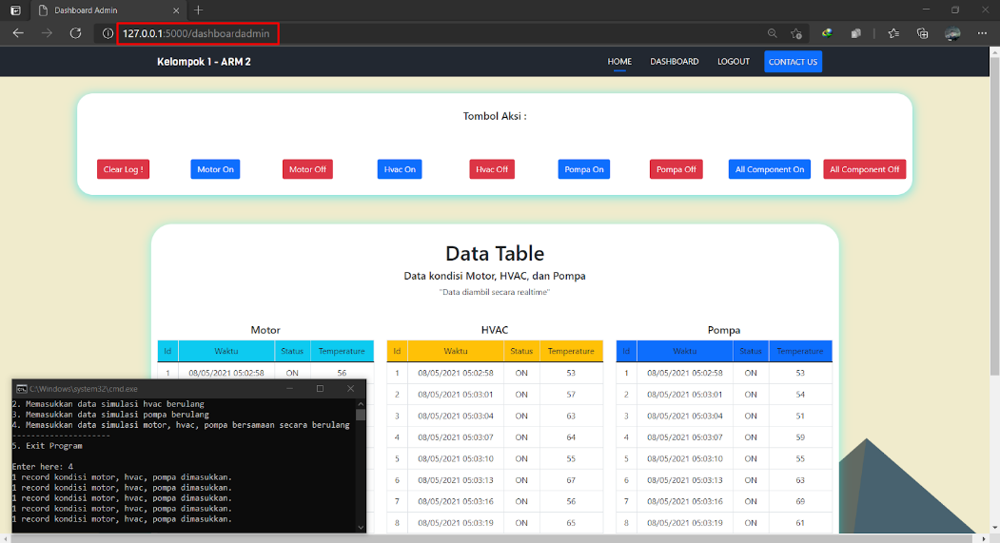 Dashboard Admin
127.0.0.1:5000/dashboardadmin
Kelompok 1 - ARM 2
HOME DASHBOARD LOGOUT CONTACT US
Tombol Aksi :
Clear Log ! Motor On Motor Off Hvac On Hvac Off Pompa On Pompa Off All Component On All Component Off
Data Table
Data kondisi Motor, HVAC, dan Pompa
"Data diambil secara realtime"
Motor HVAC Pompa
Id Waktu Status Temperature Id Waktu Status Temperature Id Waktu Status Temperature
1 08/05/2021 05:02:58 ON 56 1 08/05/2021 05:02:58 ON 53 1 08/05/2021 05:02:58 ON 53
2 08/05/2021 05:03:01 ON 57 2 08/05/2021 05:03:01 ON 54
3 08/05/2021 05:03:04 ON 63 3 08/05/2021 05:03:04 ON 51
4 08/05/2021 05:03:07 ON 64 4 08/05/2021 05:03:07 ON 59
5 08/05/2021 05:03:10 ON 55 5 08/05/2021 05:03:10 ON 55
6 08/05/2021 05:03:13 ON 67 6 08/05/2021 05:03:13 ON 63
7 08/05/2021 05:03:16 ON 56 7 08/05/2021 05:03:16 ON 69
8 08/05/2021 05:03:19 ON 65 8 08/05/2021 05:03:19 ON 61
C:\Windows\system32\cmd.exe
2. Memasukkan data simulasi hvac berulang
3. Memasukkan data simulasi pompa berulang
4. Memasukkan data simulasi motor, hvac, pompa bersamaan secara berulang
--------------------
5. Exit Program
Enter here: 4
1 record kondisi motor, hvac, pompa dimasukkan.
1 record kondisi motor, hvac, pompa dimasukkan.
1 record kondisi motor, hvac, pompa dimasukkan.
1 record kondisi motor, hvac, pompa dimasukkan.
1 record kondisi motor, hvac, pompa dimasukkan.